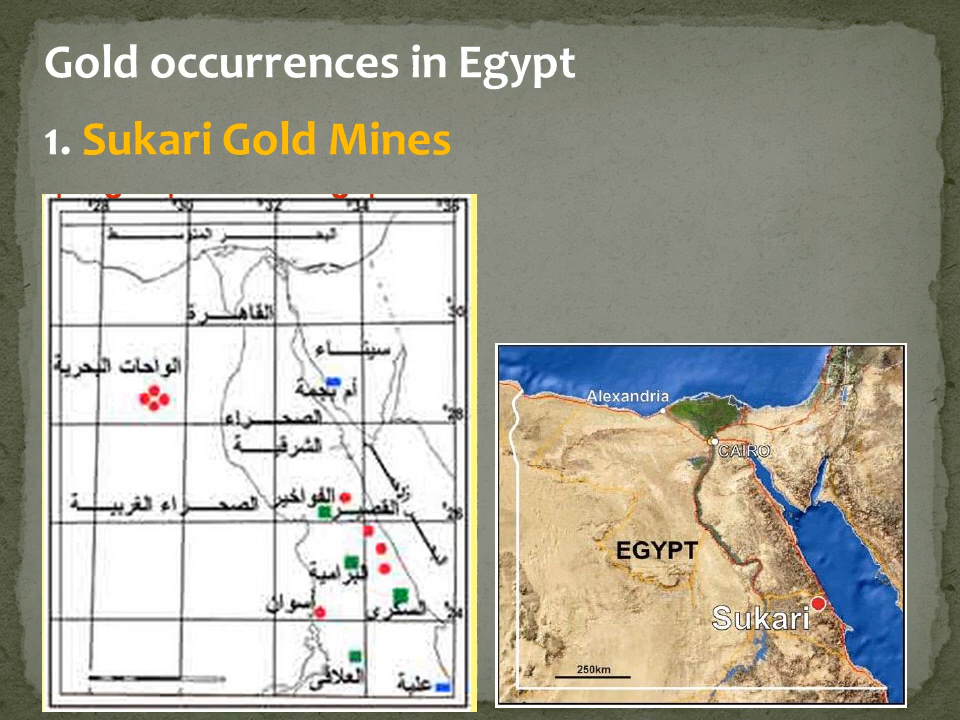 Gold occurrences in Egypt
1. Sukari Gold Mines
°28 °30 °32 °34 °36
البحر المتوسط
°30
القاهرة
سيناء
الواحات البحرية
أم بجمة
°28
الصحراء
الشرقية
الفواخير
القصير
الصحراء الغربية
°26
البرامية
أسوان
السكرى
°24
العلاقى
علبة
Alexandria
CAIRO
EGYPT
Sukari
250km